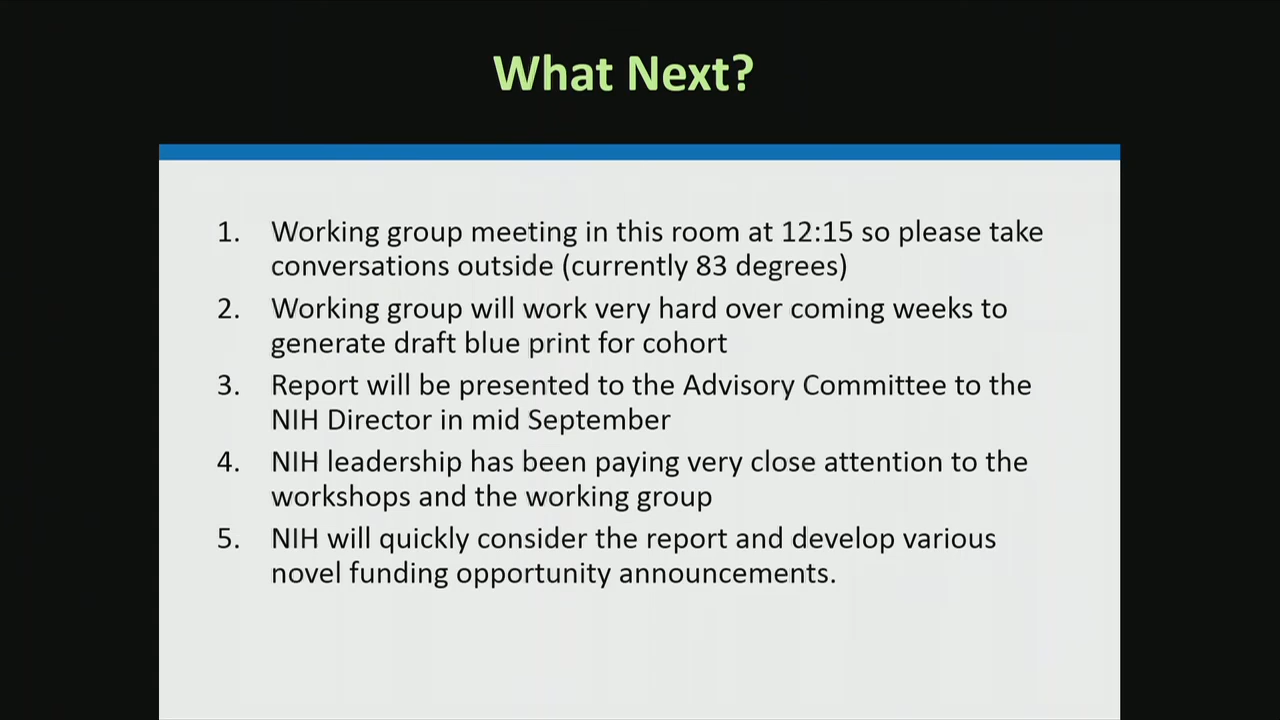 What Next?
1. Working group meeting in this room at 12:15 so please take
conversations outside (currently 83 degrees)
2. Working group will work very hard over coming weeks to
generate draft blue print for cohort
3. Report will be presented to the Advisory Committee to the
NIH Director in mid September
4. NIH leadership has been paying very close attention to the
workshops and the working group
5. NIH will quickly consider the report and develop various
novel funding opportunity announcements.